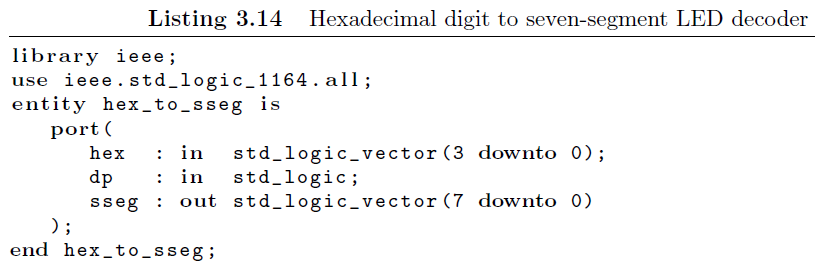 Listing 3.14 Hexadecimal digit to seven-segment LED decoder
library ieee;
use ieee.std_logic_1164.all;
entity hex_to_sseg is
   port(
      hex  : in  std_logic_vector(3 downto 0);
      dp   : in  std_logic;
      sseg : out std_logic_vector(7 downto 0)
   );
end hex_to_sseg;